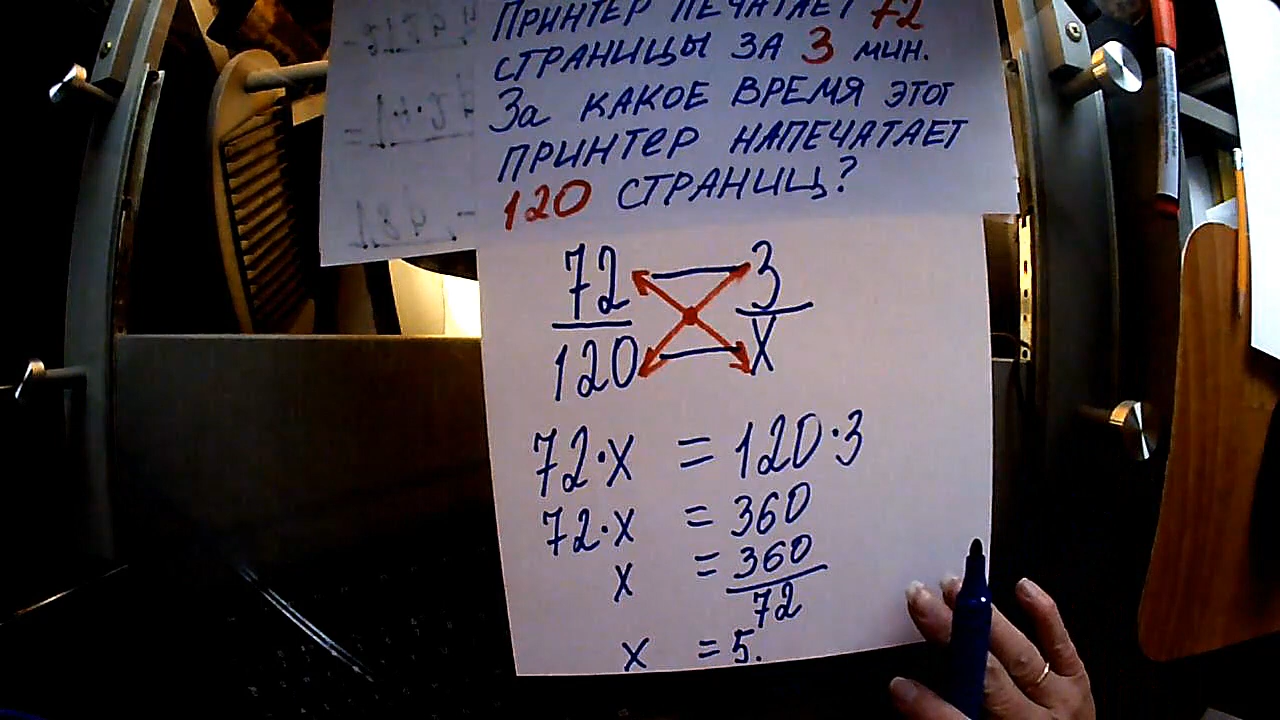 ПРИНТЕР ПЕЧАТАЕТ 72
СТРАНИЦЫ ЗА 3 МИН.
За КАКОЕ ВРЕМЯ ЭТОТ
ПРИНТЕР НАПЕЧАТАЕТ
120 СТРАНИЦ?
72 3
120 X
72·x = 120·3
72·x = 360
x = 360
72
x = 5.